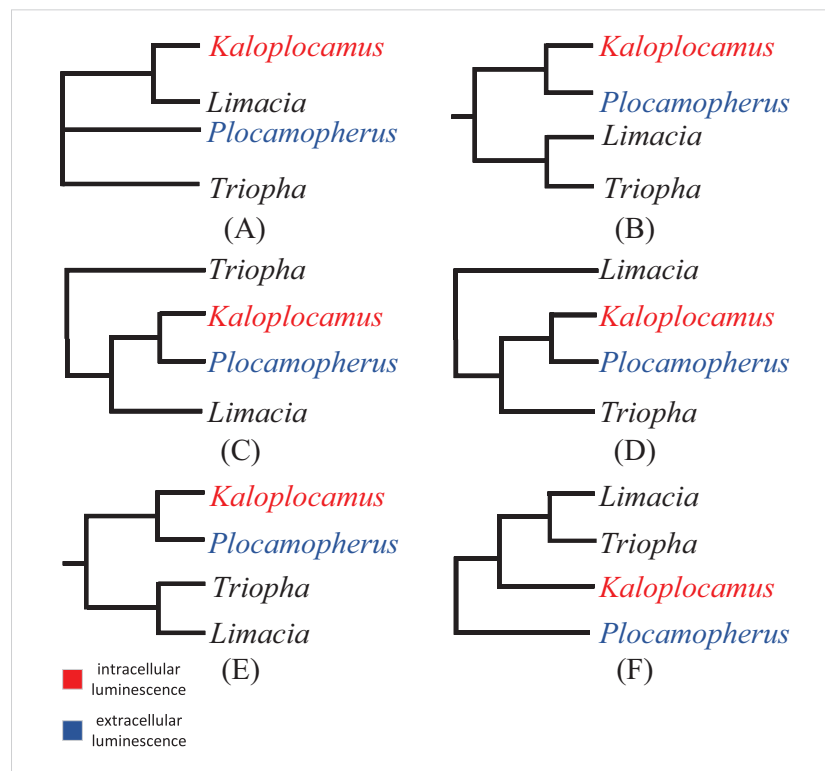 Kaloplocamus
Limacia
Plocamopherus
Triopha
(A)
Kaloplocamus
Plocamopherus
Limacia
Triopha
(B)
Triopha
Kaloplocamus
Plocamopherus
Limacia
(C)
Limacia
Kaloplocamus
Plocamopherus
Triopha
(D)
Kaloplocamus
Plocamopherus
Triopha
Limacia
(E)
Limacia
Triopha
Kaloplocamus
Plocamopherus
(F)
intracellular
luminescence
extracellular
luminescence